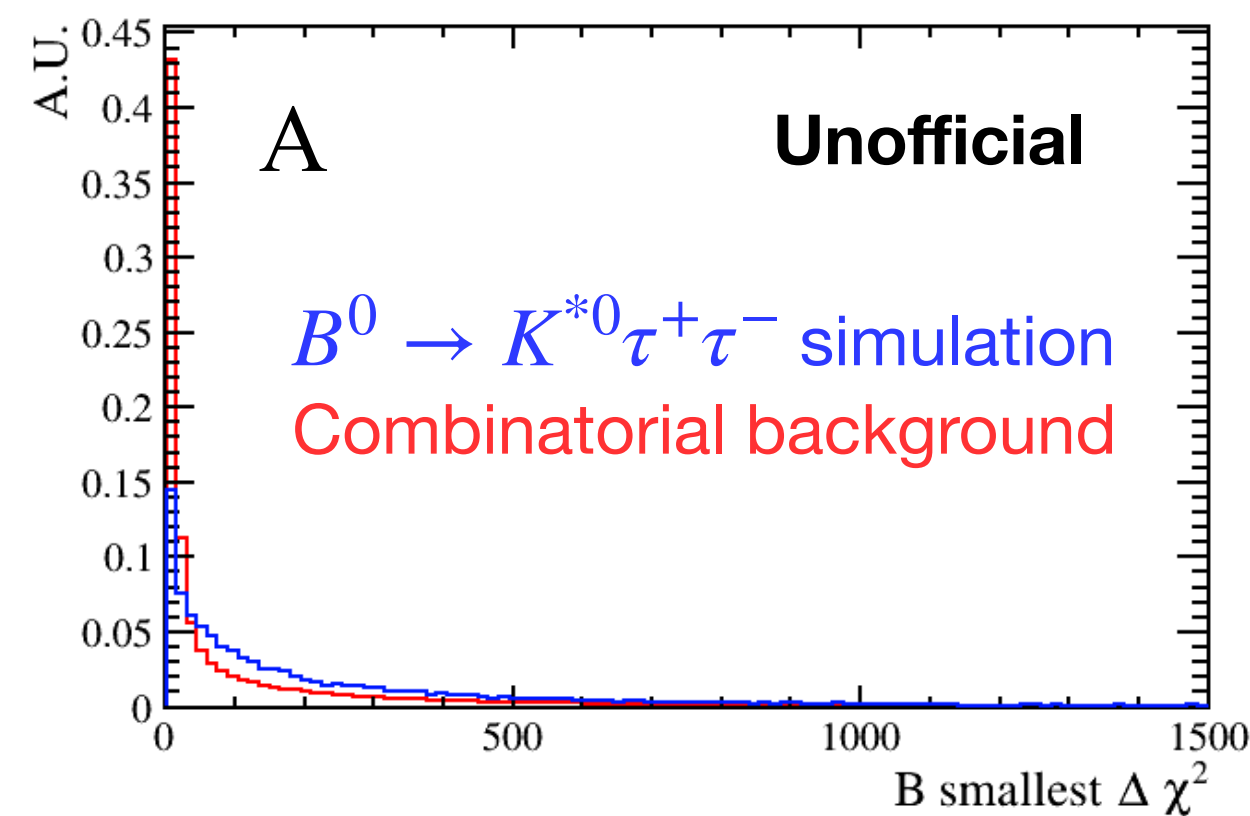 A.U.
0.45
0.4
0.35
0.3
0.25
0.2
0.15
0.1
0.05
0
A
Unofficial
B⁰ → K*⁰τ⁺τ⁻ simulation
Combinatorial background
0 500 1000 1500
B smallest Δ χ²